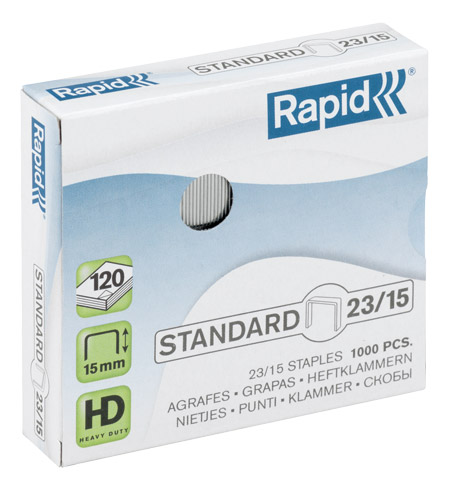 Rapid
STANDARD 23/15
Rapid
STANDARD 23/15
Rapid
120
15 mm
HD
HEAVY DUTY
STANDARD 23/15
23/15 STAPLES 1000 PCS.
AGRAFES • GRAPAS • HEFTKLAMMERN
NIETJES • PUNTI • KLAMMER • СКОБЫ